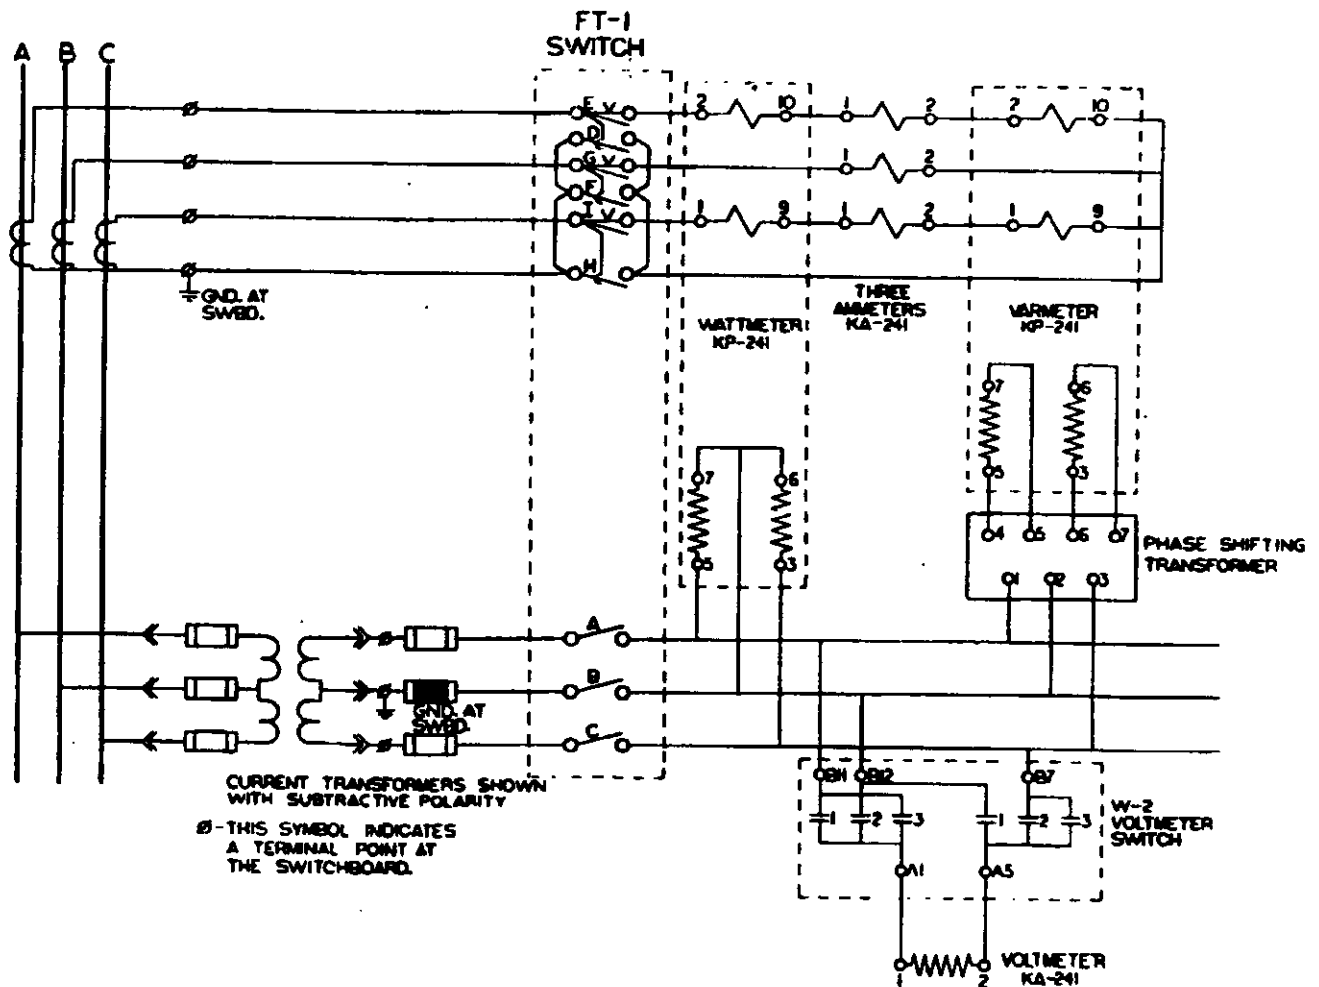 FT-1
SWITCH
A B C
E 2 10 1 2 2 10
D
G 1 2
F
I 1 9 1 2 1 9
H
GND. AT
SWBD.
THREE
AMMETERS
KA-241
WATTMETER
KP-241
VARMETER
KP-241
7 6
5 3
7 6
5 3
4 5 6 7
1 2 3
PHASE SHIFTING
TRANSFORMER
A
B
GND. AT
SWBD.
C
CURRENT TRANSFORMERS SHOWN
WITH SUBTRACTIVE POLARITY
Ø-THIS SYMBOL INDICATES
A TERMINAL POINT AT
THE SWITCHBOARD.
B11 B12 B7
1 2 3 1 2 3
W-2
VOLTMETER
SWITCH
A1 A5
1 2
VOLTMETER
KA-241